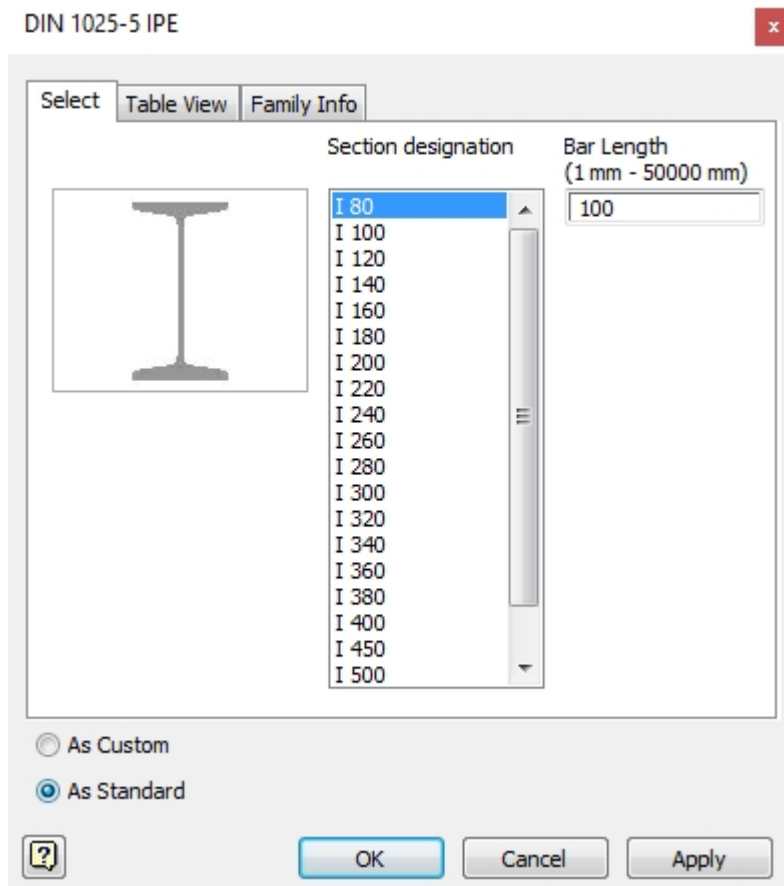 DIN 1025-5 IPE
x
Select
Table View
Family Info
Section designation
Bar Length
(1 mm - 50000 mm)
100
I 80
I 100
I 120
I 140
I 160
I 180
I 200
I 220
I 240
I 260
I 280
I 300
I 320
I 340
I 360
I 380
I 400
I 450
I 500
As Custom
As Standard
?
OK
Cancel
Apply